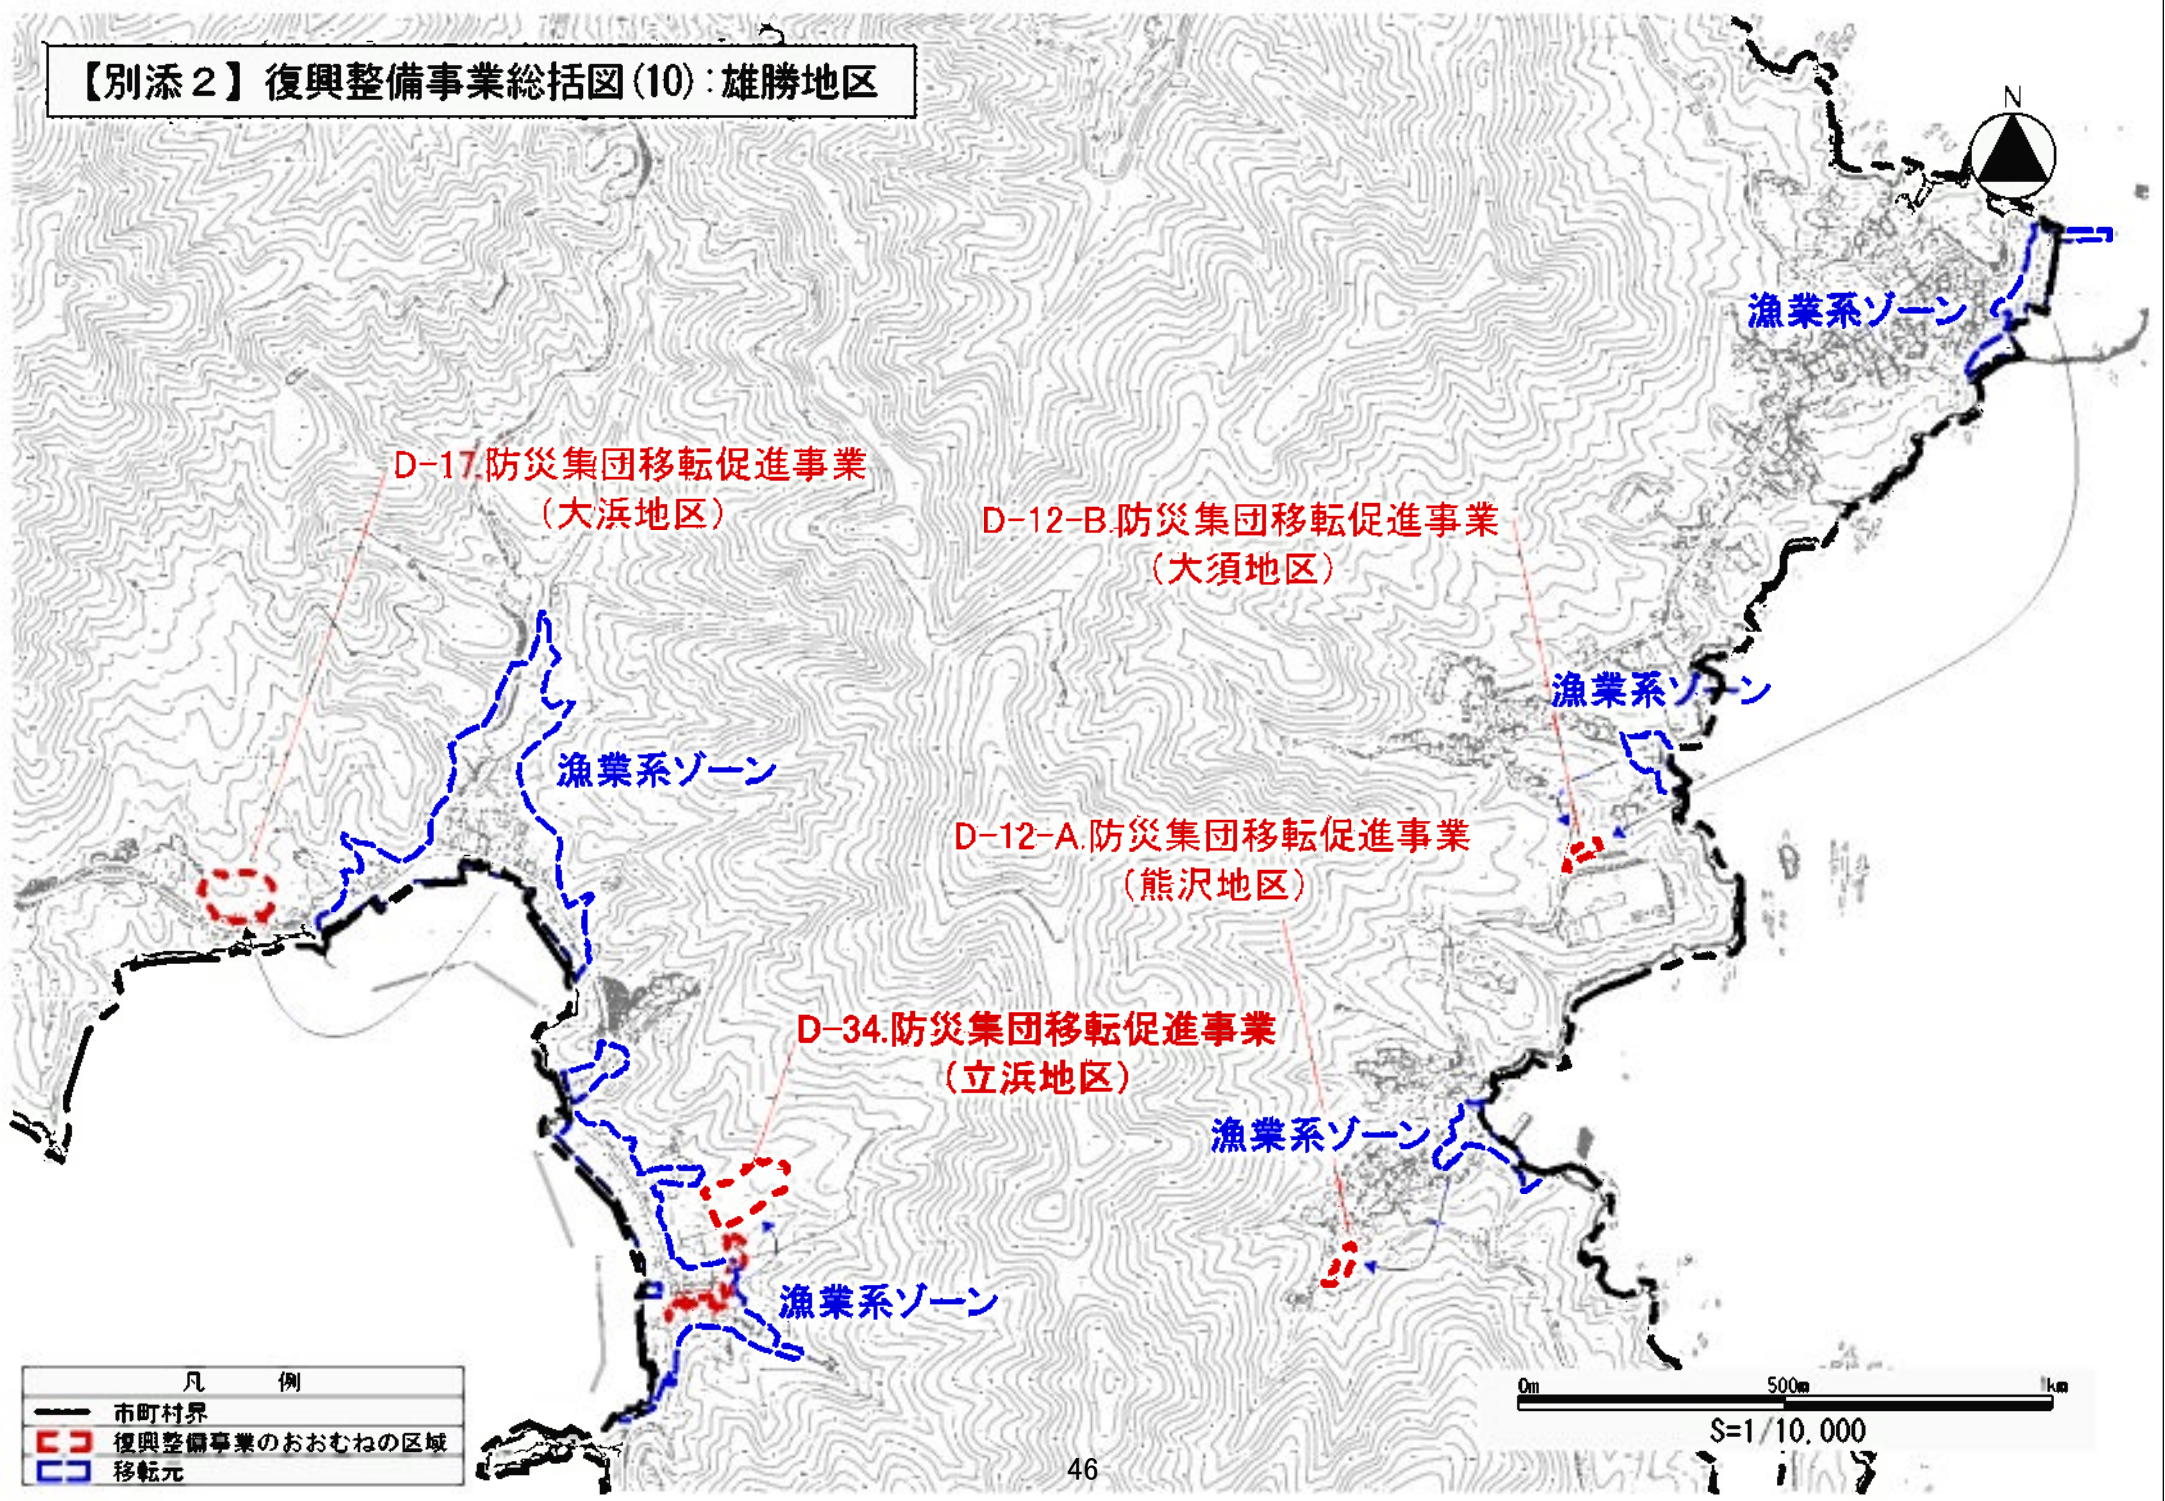 【別添２】復興整備事業総括図(10):雄勝地区
N
漁業系ゾーン
D-17.防災集団移転促進事業
(大浜地区)
D-12-B.防災集団移転促進事業
(大須地区)
漁業系ゾーン
漁業系ゾーン
D-12-A.防災集団移転促進事業
(熊沢地区)
D-34.防災集団移転促進事業
(立浜地区)
漁業系ゾーン
漁業系ゾーン
凡 例
市町村界
復興整備事業のおおむねの区域
移転元
0m 500m 1km
S=1/10,000
46